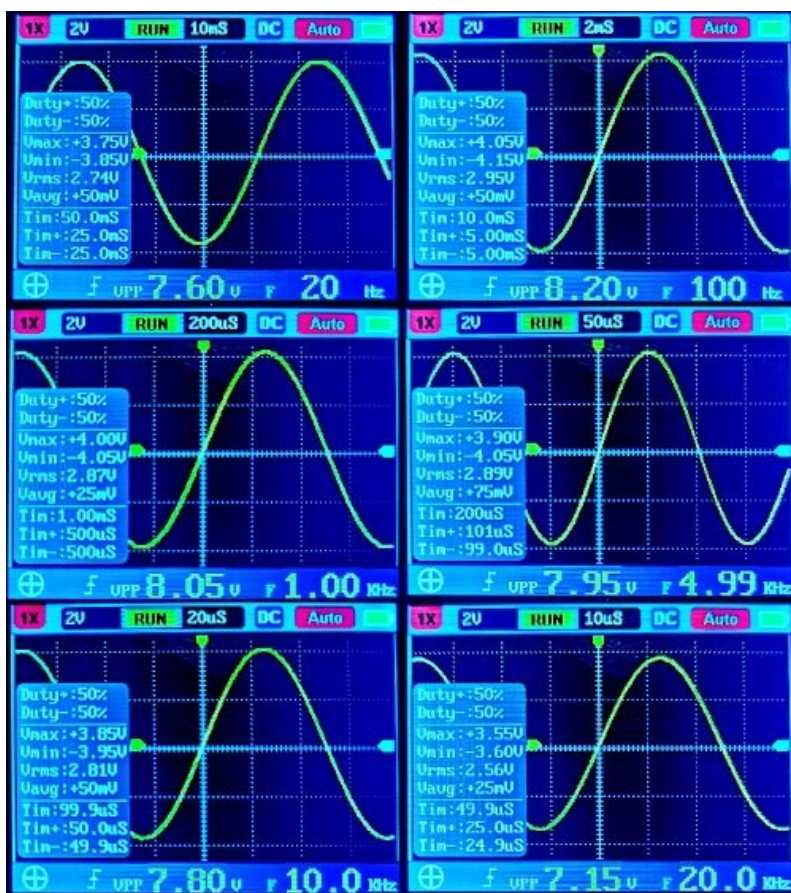 1X 2V RUN 10mS DC Auto
Duty+:50%
Duty-:50%
Vmax:+3.75V
Vmin:-3.85V
Vrms:2.74V
Vavg:+50mV
Tim:50.0mS
Tim+:25.0mS
Tim-:25.0mS
VPP 7.60 V F 20 Hz
1X 2V RUN 2mS DC Auto
Duty+:50%
Duty-:50%
Vmax:+4.05V
Vmin:-4.15V
Vrms:2.95V
Vavg:+50mV
Tim:10.0mS
Tim+:5.00mS
Tim-:5.00mS
VPP 8.20 V F 100 Hz
1X 2V RUN 200uS DC Auto
Duty+:50%
Duty-:50%
Vmax:+4.00V
Vmin:-4.05V
Vrms:2.87V
Vavg:+25mV
Tim:1.00mS
Tim+:500uS
Tim-:500uS
VPP 8.05 V F 1.00 KHz
1X 2V RUN 50uS DC Auto
Duty+:50%
Duty-:50%
Vmax:+3.90V
Vmin:-4.05V
Vrms:2.89V
Vavg:+75mV
Tim:200uS
Tim+:101uS
Tim-:99.0uS
VPP 7.95 V F 4.99 KHz
1X 2V RUN 20uS DC Auto
Duty+:50%
Duty-:50%
Vmax:+3.85V
Vmin:-3.95V
Vrms:2.81V
Vavg:+50mV
Tim:99.9uS
Tim+:50.0uS
Tim-:49.9uS
VPP 7.80 V F 10.0 KHz
1X 2V RUN 10uS DC Auto
Duty+:50%
Duty-:50%
Vmax:+3.55V
Vmin:-3.60V
Vrms:2.56V
Vavg:+25mV
Tim:49.9uS
Tim+:25.0uS
Tim-:24.9uS
VPP 7.15 V F 20.0 KHz